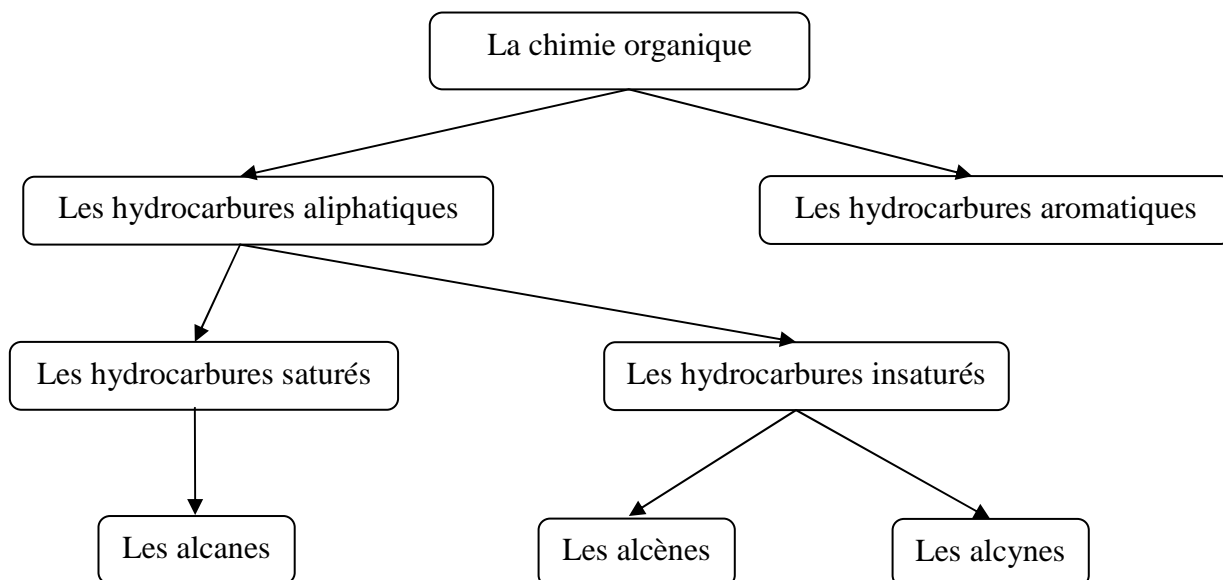 La chimie organique
Les hydrocarbures aliphatiques
Les hydrocarbures aromatiques
Les hydrocarbures saturés
Les hydrocarbures insaturés
Les alcanes
Les alcènes
Les alcynes